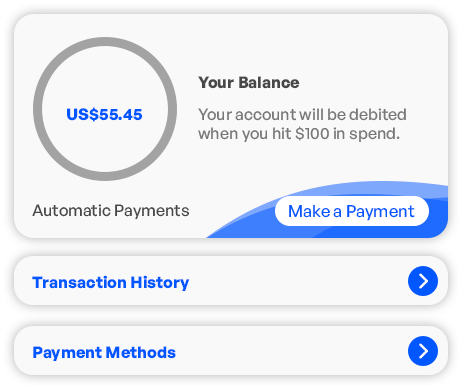 Your Balance
US$55.45
Your account will be debited
when you hit $100 in spend.
Automatic Payments
Make a Payment
Transaction History
Payment Methods